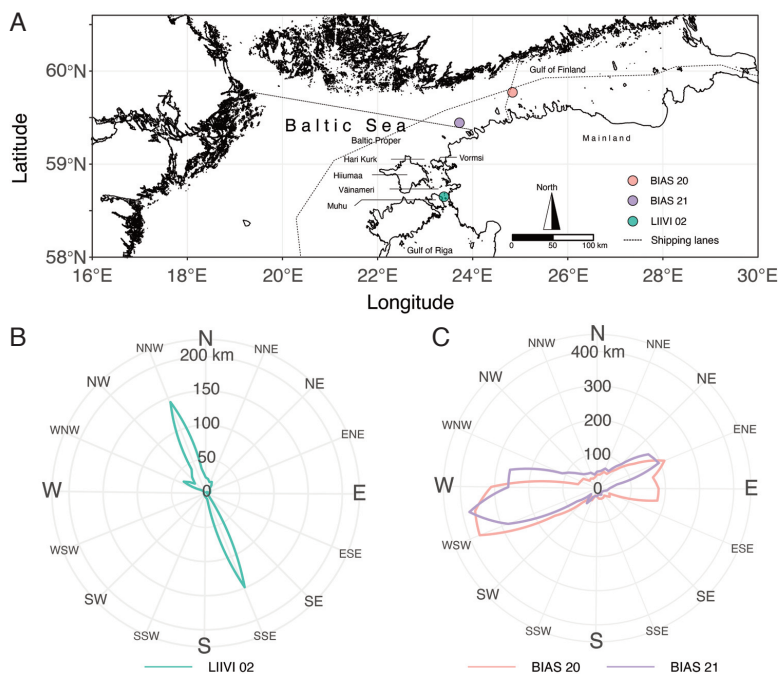 A
Latitude
60°N
59°N
58°N
Gulf of Finland
Baltic Sea
Baltic Proper
Mainland
Hari Kurk
Vormsi
Hiiumaa
Väinameri
Muhu
Gulf of Riga
North
0 50 100 km
BIAS 20
BIAS 21
LIIVI 02
Shipping lanes
16°E 18°E 20°E 22°E 24°E 26°E 28°E 30°E
Longitude
B
N
NNE
NE
ENE
E
ESE
SE
SSE
S
SSW
SW
WSW
W
WNW
NW
NNW
200 km
150
100
50
0
LIIVI 02
C
N
NNE
NE
ENE
E
ESE
SE
SSE
S
SSW
SW
WSW
W
WNW
NW
NNW
400 km
300
200
100
0
BIAS 20 BIAS 21